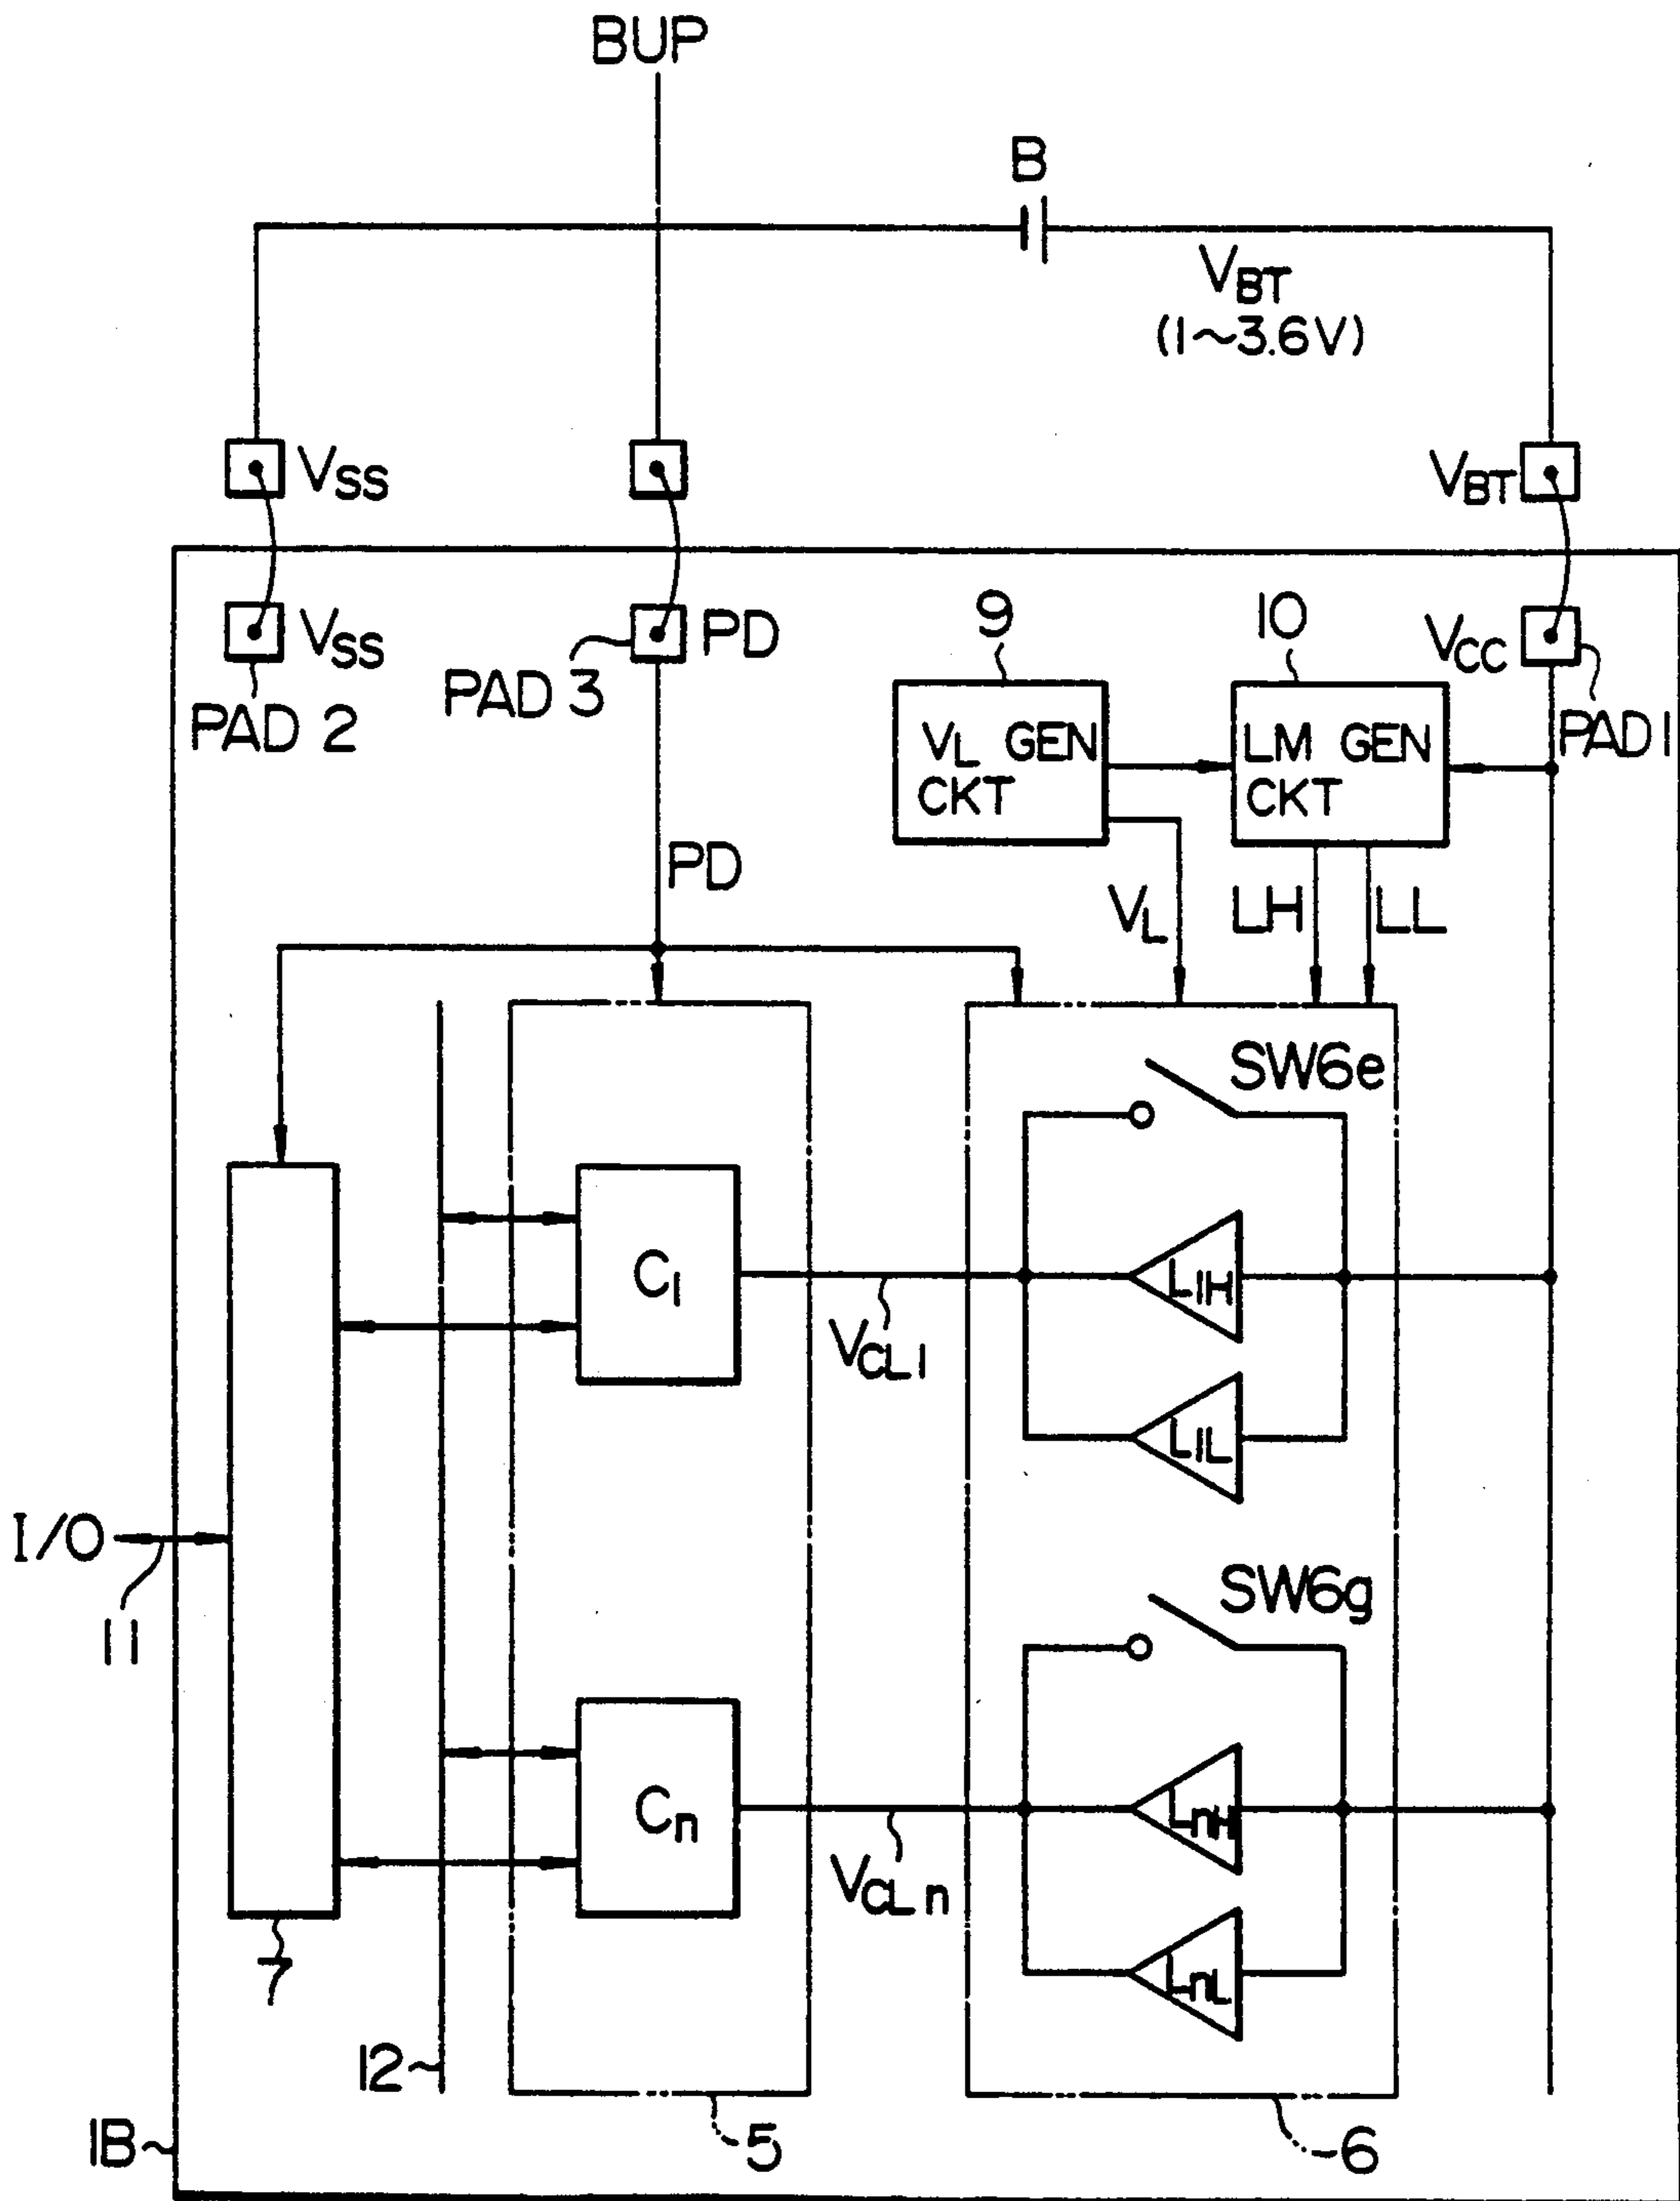 BUP
B
VBT
(1~3.6V)
VSS
VBT
VSS
PD
9
10
VCC
PAD 2
PAD 3
PAD 1
VL GEN
CKT
LM GEN
CKT
PD
VL
LH
LL
SW6e
C1
L1H
VCL1
L1L
I/O
11
SW6g
Cn
LnH
VCLn
LnL
7
12
1B
5
6